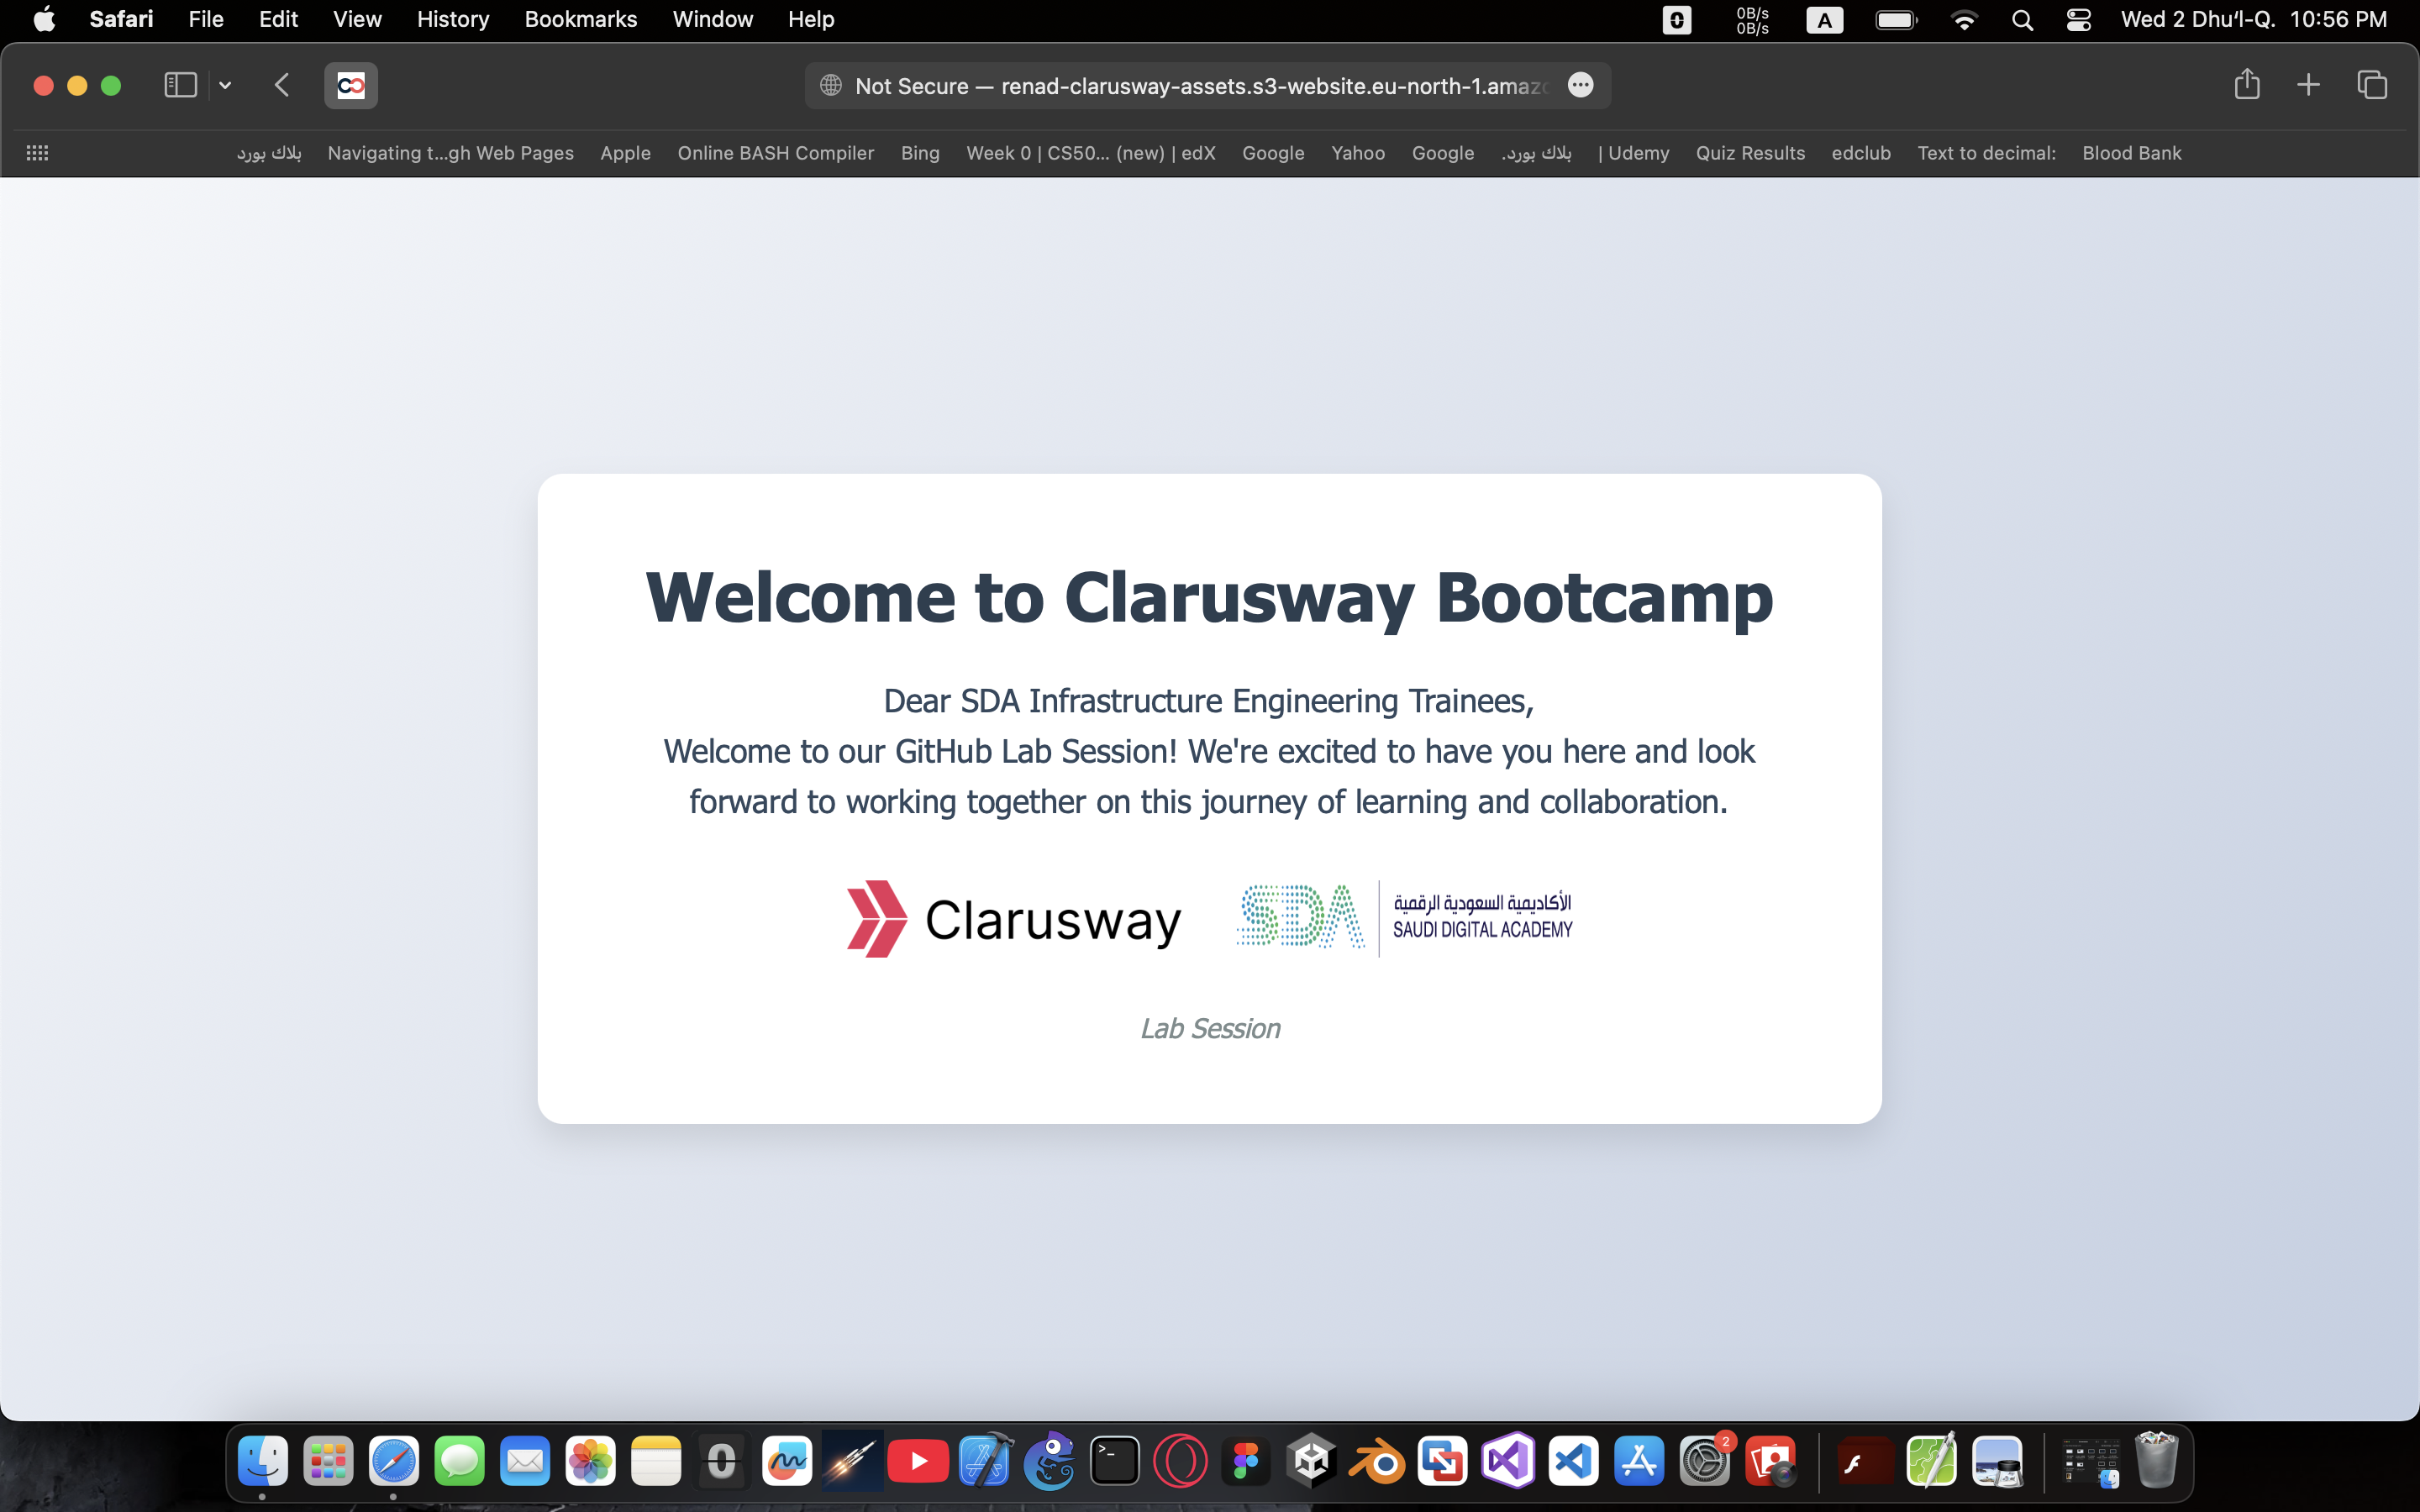 Safari File Edit View History Bookmarks Window Help
0B/s
0B/s
A
Wed 2 Dhuʻl-Q. 10:56 PM
Not Secure — renad-clarusway-assets.s3-website.eu-north-1.amazo
بلاك بورد Navigating t...gh Web Pages Apple Online BASH Compiler Bing Week 0 | CS50... (new) | edX Google Yahoo Google بلاك بورد. | Udemy Quiz Results edclub Text to decimal: Blood Bank
Welcome to Clarusway Bootcamp
Dear SDA Infrastructure Engineering Trainees,
Welcome to our GitHub Lab Session! We're excited to have you here and look
forward to working together on this journey of learning and collaboration.
Clarusway
SDA
الأكاديمية السعودية الرقمية
SAUDI DIGITAL ACADEMY
Lab Session
2